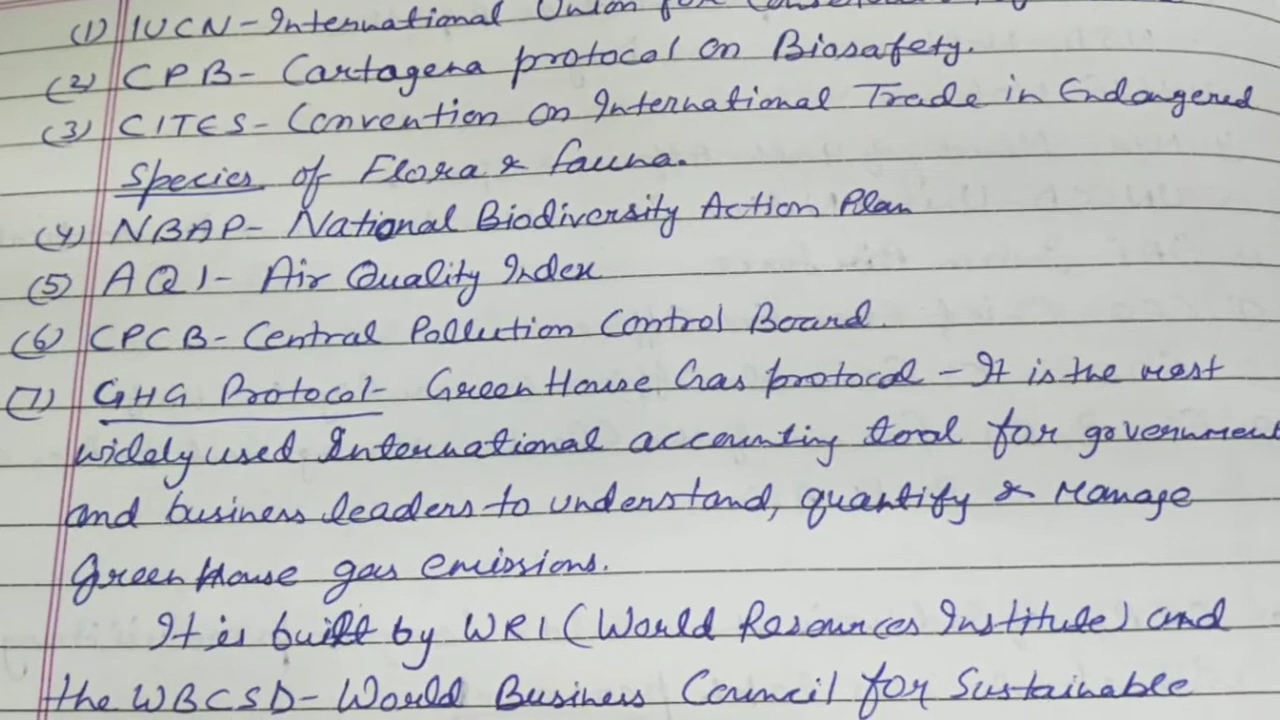 (1) IUCN - International Union for
(2) CPB - Cartagena protocol on Biosafety.
(3) CITES - Convention on International Trade in Endangered
Species of Flora & fauna.
(4) NBAP - National Biodiversity Action Plan
(5) AQI - Air Quality Index
(6) CPCB - Central Pollution Control Board.
(7) GHG Protocol - Green House Gas protocol - It is the most
widely used International accounting tool for government
and business leaders to understand, quantify & Manage
Green House gas emissions.
It is built by WRI (World Resources Institute) and
the WBCSD - World Business Council for Sustainable